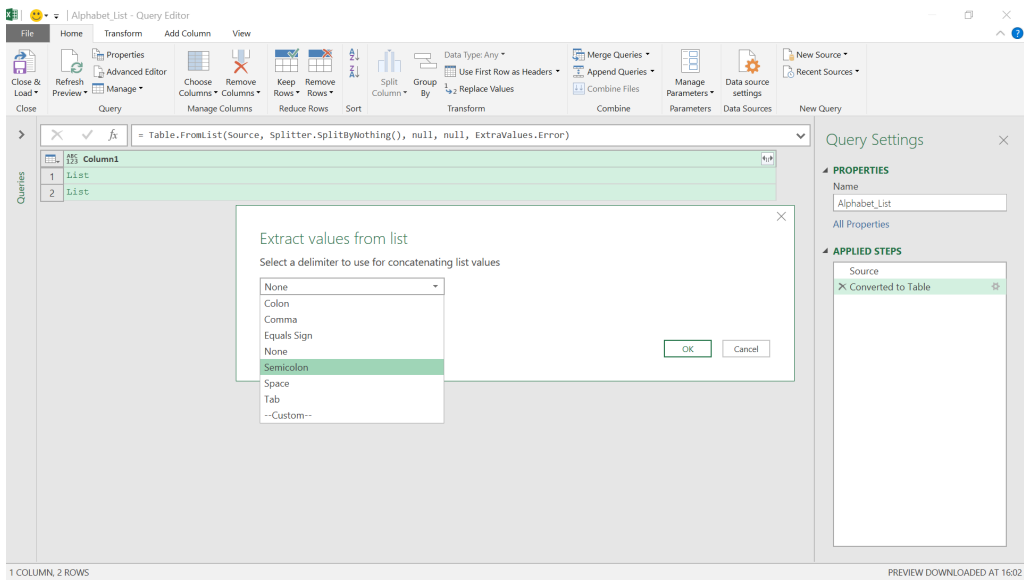 Alphabet_List - Query Editor
File Home Transform Add Column View
Close & Load
Refresh Preview
Properties
Advanced Editor
Manage
Choose Columns
Remove Columns
Keep Rows
Remove Rows
A Z
Z A
Split Column
Group By
Data Type: Any
Use First Row as Headers
1 2 Replace Values
Merge Queries
Append Queries
Combine Files
Manage Parameters
Data source settings
New Source
Recent Sources
Close Query Manage Columns Reduce Rows Sort Transform Combine Parameters Data Sources New Query
fx = Table.FromList(Source, Splitter.SplitByNothing(), null, null, ExtraValues.Error)
Queries
ABC 123 Column1
1 List
2 List
Extract values from list
Select a delimiter to use for concatenating list values
None
Colon
Comma
Equals Sign
None
Semicolon
Space
Tab
--Custom--
OK Cancel
Query Settings
PROPERTIES
Name
Alphabet_List
All Properties
APPLIED STEPS
Source
Converted to Table
1 COLUMN, 2 ROWS
PREVIEW DOWNLOADED AT 16:02